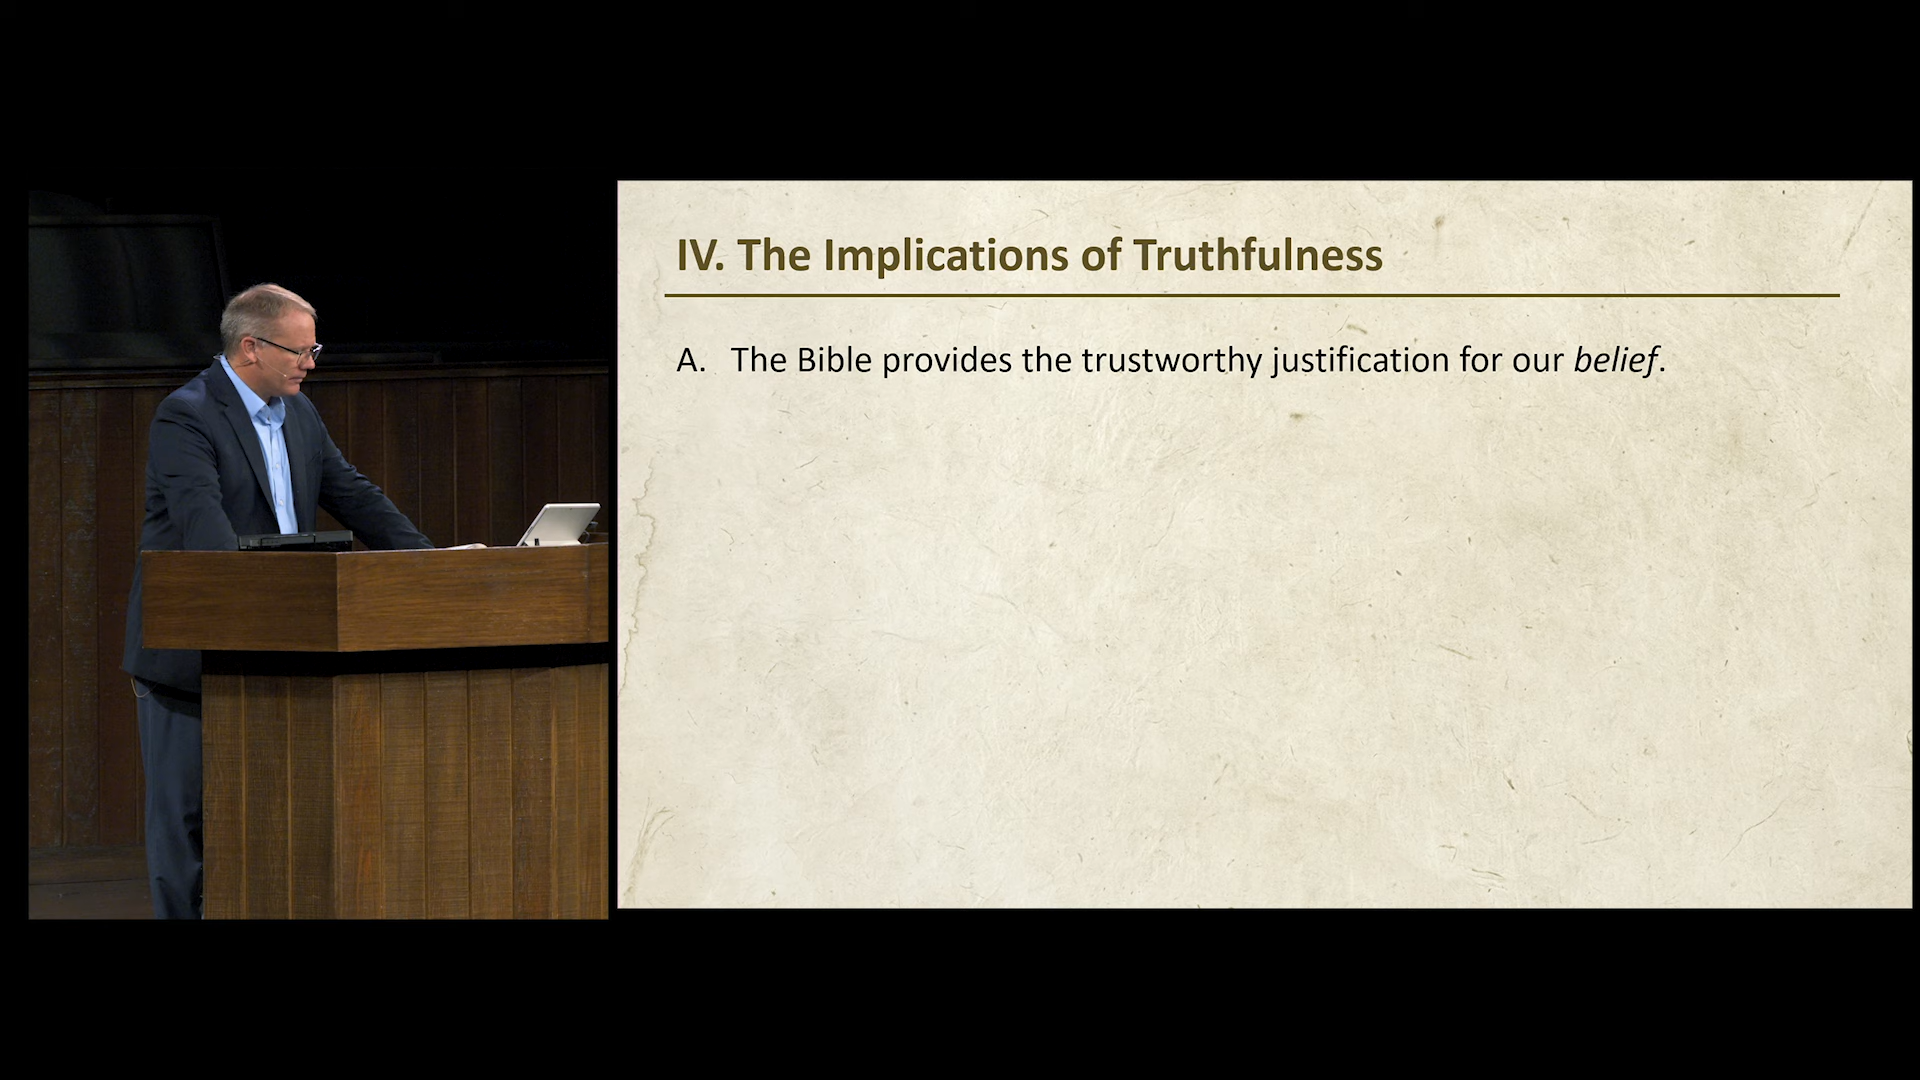 IV. The Implications of Truthfulness
A. The Bible provides the trustworthy justification for our belief.